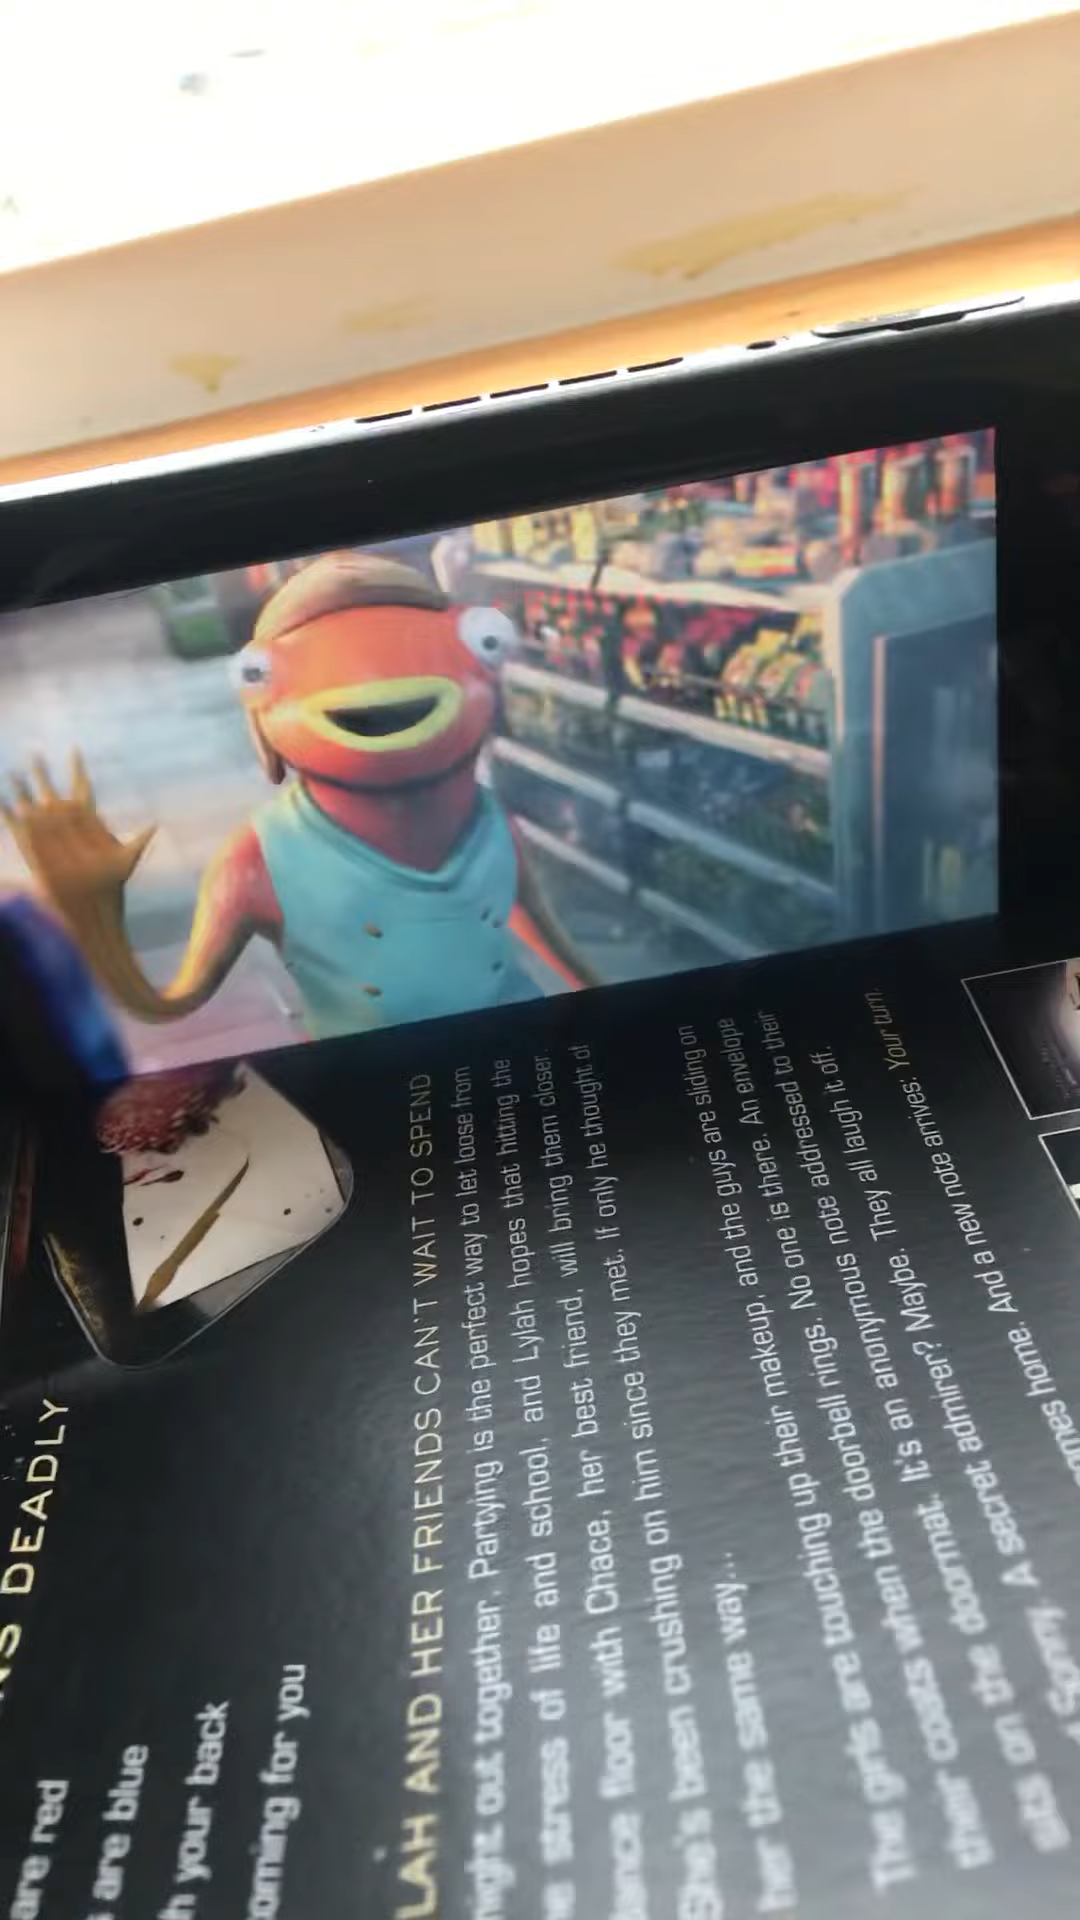 NS DEADLY
are red
s are blue
h your back
oming for you
LAH AND HER FRIENDS CAN'T WAIT TO SPEND
night out together. Partying is the perfect way to let loose from
he stress of life and school, and Lylah hopes that hitting the
dance floor with Chace, her best friend, will bring them closer.
She's been crushing on him since they met. If only he thought of
her the same way...
The girls are touching up their makeup, and the guys are sliding on
their coats when the doorbell rings. No one is there. An envelope
sits on the doormat. It's an anonymous note addressed to their
Sonny. A secret admirer? Maybe. They all laugh it off.
omes home. And a new note arrives: Your turn.